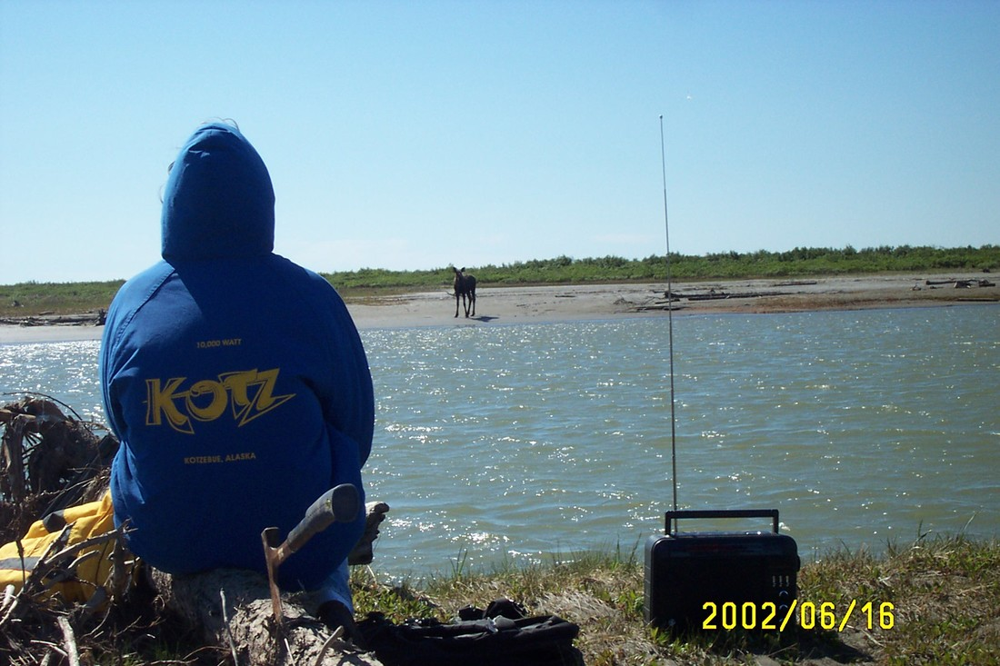 10,000 WATT
KOTZ
KOTZEBUE, ALASKA
2002/06/16